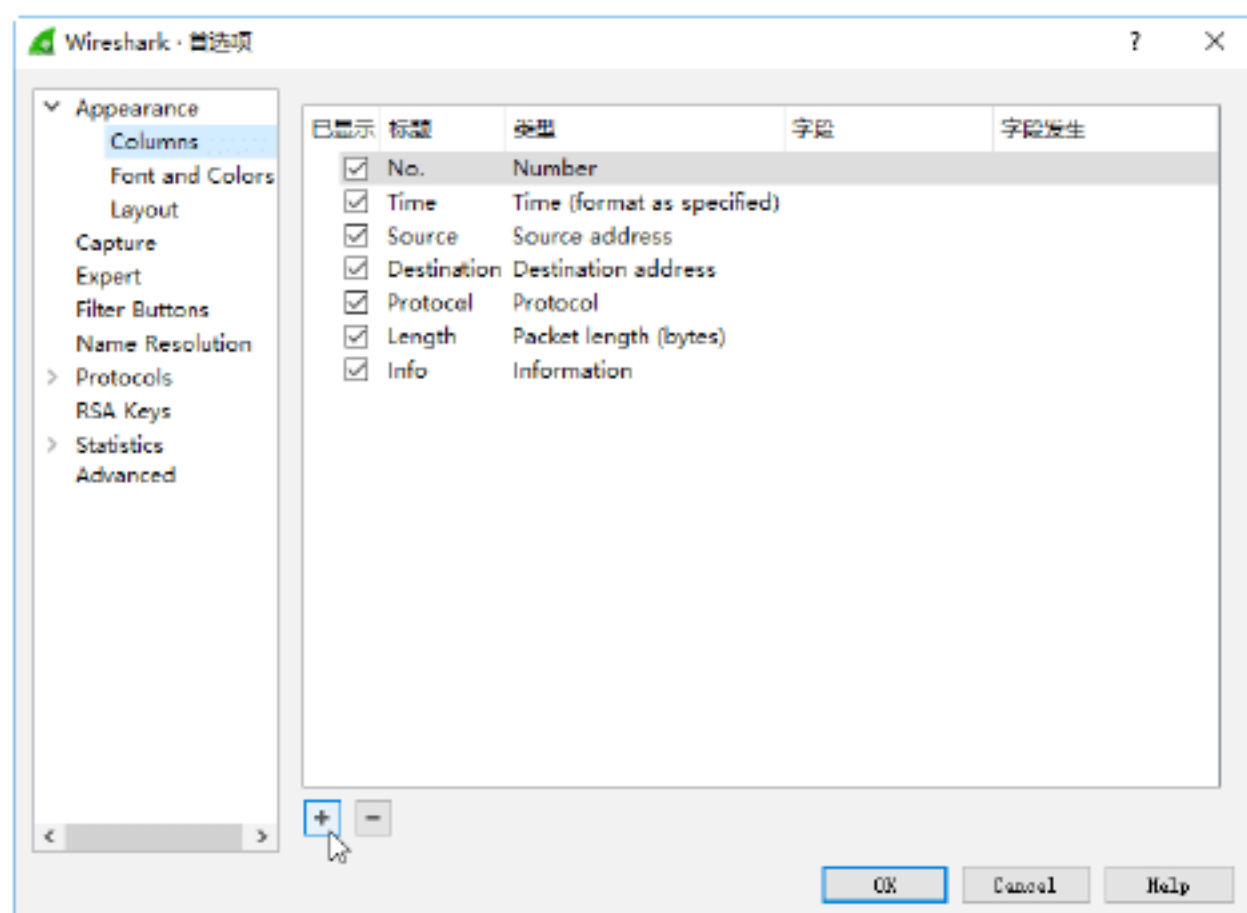 Wireshark · 首选项
?
Appearance
Columns
Font and Colors
Layout
Capture
Expert
Filter Buttons
Name Resolution
Protocols
RSA Keys
Statistics
Advanced
已显示 标题 类型 字段 字段发生
No. Number
Time Time (format as specified)
Source Source address
Destination Destination address
Protocol Protocol
Length Packet length (bytes)
Info Information
+ −
OK Cancel Help